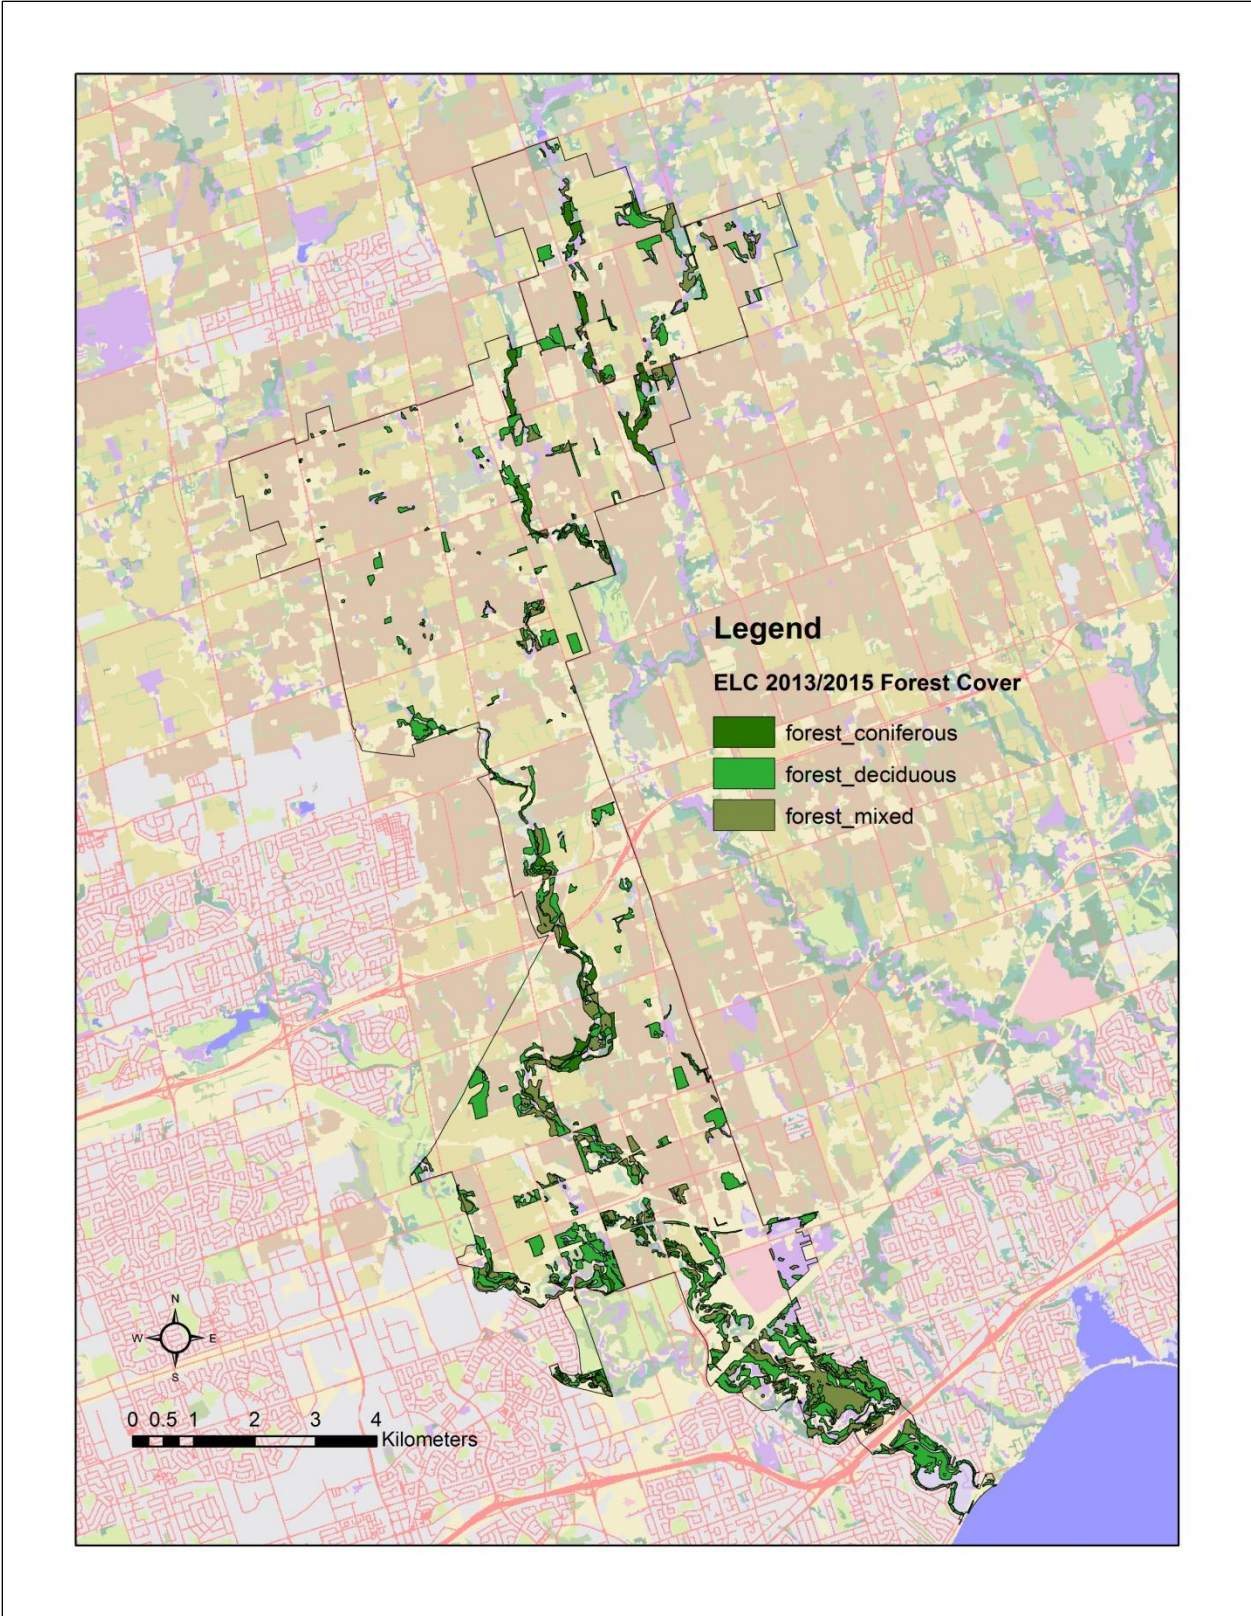 Legend
ELC 2013/2015 Forest Cover
forest_coniferous
forest_deciduous
forest_mixed
N
W E
S
0 0.5 1 2 3 4
Kilometers